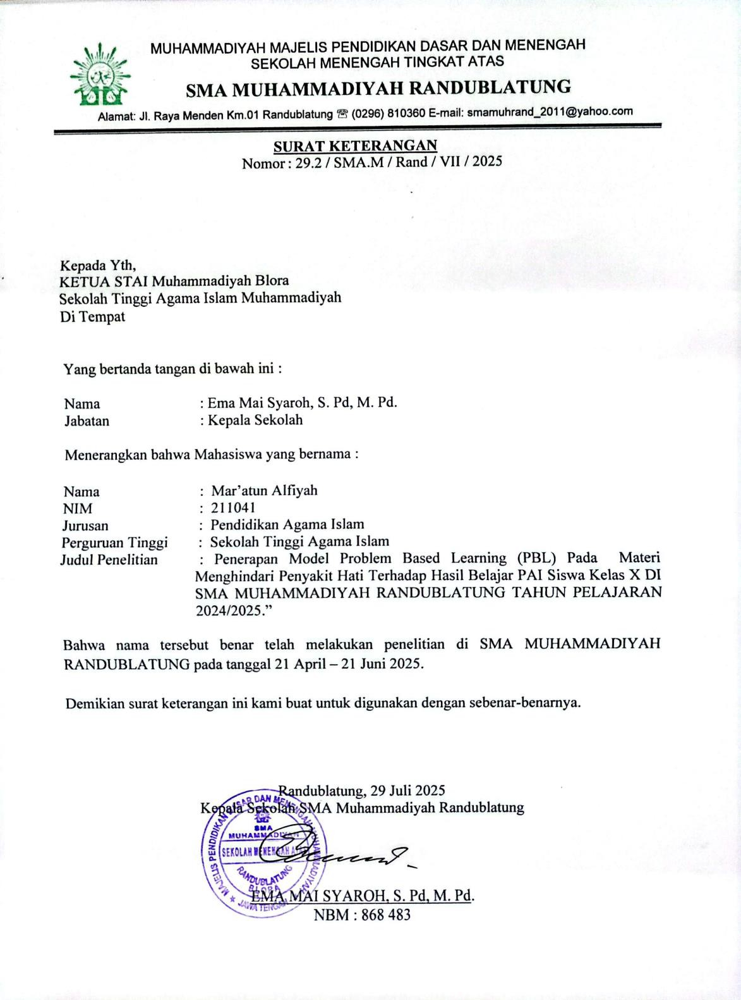 MUHAMMADIYAH MAJELIS PENDIDIKAN DASAR DAN MENENGAH
SEKOLAH MENENGAH TINGKAT ATAS
SMA MUHAMMADIYAH RANDUBLATUNG
Alamat: Jl. Raya Menden Km.01 Randublatung ☏ (0296) 810360 E-mail: smamuhrand_2011@yahoo.com
SURAT KETERANGAN
Nomor : 29.2 / SMA.M / Rand / VII / 2025
Kepada Yth,
KETUA STAI Muhammadiyah Blora
Sekolah Tinggi Agama Islam Muhammadiyah
Di Tempat
Yang bertanda tangan di bawah ini :
Nama : Ema Mai Syaroh, S. Pd, M. Pd.
Jabatan : Kepala Sekolah
Menerangkan bahwa Mahasiswa yang bernama :
Nama : Mar’atun Alfiyah
NIM : 211041
Jurusan : Pendidikan Agama Islam
Perguruan Tinggi : Sekolah Tinggi Agama Islam
Judul Penelitian : Penerapan Model Problem Based Learning (PBL) Pada Materi
Menghindari Penyakit Hati Terhadap Hasil Belajar PAI Siswa Kelas X DI
SMA MUHAMMADIYAH RANDUBLATUNG TAHUN PELAJARAN
2024/2025.”
Bahwa nama tersebut benar telah melakukan penelitian di SMA MUHAMMADIYAH
RANDUBLATUNG pada tanggal 21 April – 21 Juni 2025.
Demikian surat keterangan ini kami buat untuk digunakan dengan sebenar-benarnya.
Randublatung, 29 Juli 2025
Kepala Sekolah SMA Muhammadiyah Randublatung
MAJELIS PENDIDIKAN DASAR DAN MENENGAH MUHAMMADIYAH
SMA
MUHAMMADIYAH
SEKOLAH MENENGAH ATAS
RANDUBLATUNG
BLORA
JAWA TENGAH
EMA MAI SYAROH, S. Pd, M. Pd.
NBM : 868 483